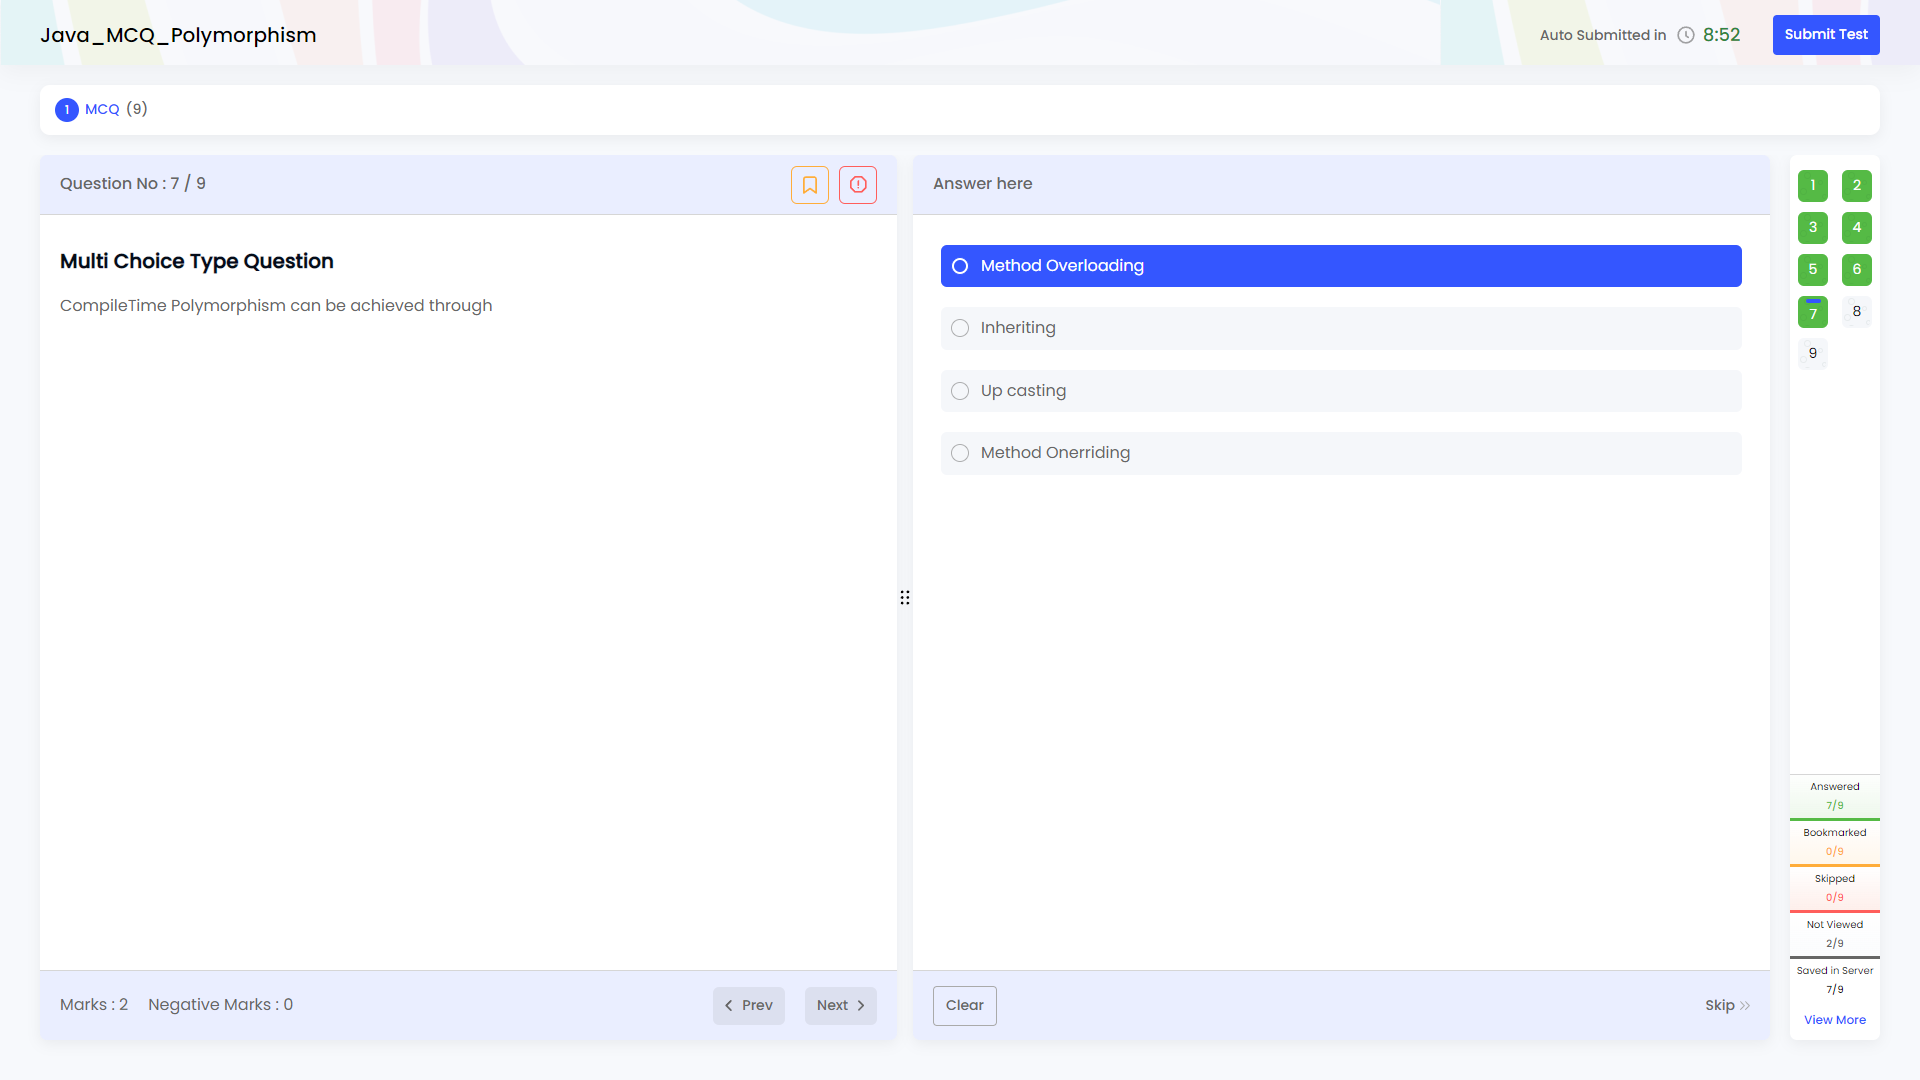 Java_MCQ_Polymorphism
Auto Submitted in 8:52
Submit Test
1 MCQ (9)
Question No : 7 / 9
Multi Choice Type Question
CompileTime Polymorphism can be achieved through
Marks : 2 Negative Marks : 0
Prev
Next
Answer here
Method Overloading
Inheriting
Up casting
Method Onerriding
Clear
Skip
1 2
3 4
5 6
7 8
9
Answered
7/9
Bookmarked
0/9
Skipped
0/9
Not Viewed
2/9
Saved in Server
7/9
View More